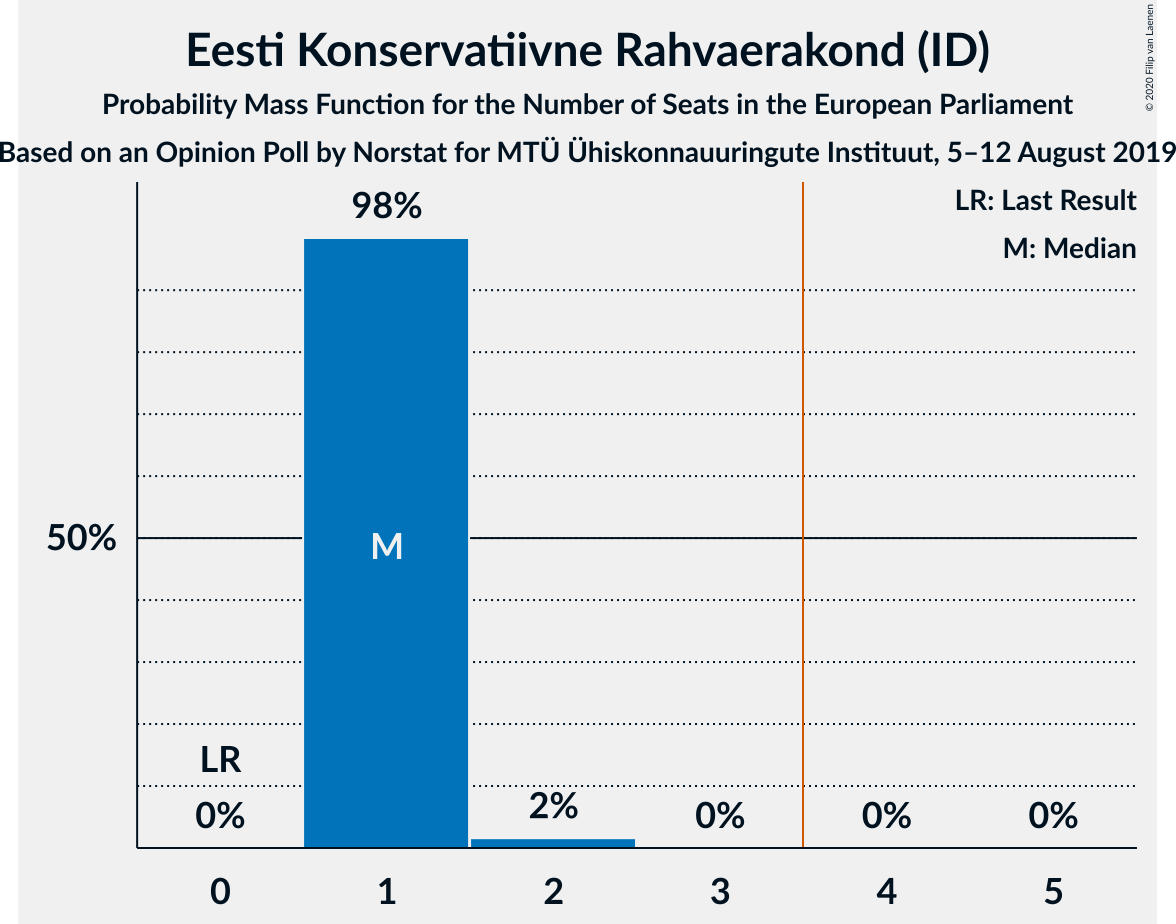 Eesti Konservatiivne Rahvaerakond (ID)
Probability Mass Function for the Number of Seats in the European Parliament
Based on an Opinion Poll by Norstat for MTÜ Ühiskonnauuringute Instituut, 5–12 August 2019
© 2020 Filip van Laenen
LR: Last Result
M: Median
98%
50%
M
LR
0%
2%
0%
0%
0%
0
1
2
3
4
5